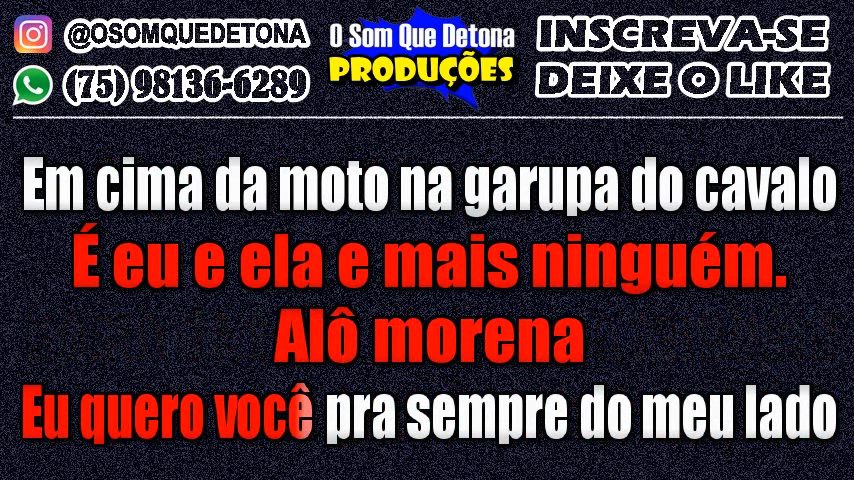 @OSOMQUEDETONA
(75) 98136-6289
O Som Que Detona
PRODUÇÕES
INSCREVA-SE
DEIXE O LIKE
Em cima da moto na garupa do cavalo
É eu e ela e mais ninguém.
Alô morena
Eu quero você pra sempre do meu lado